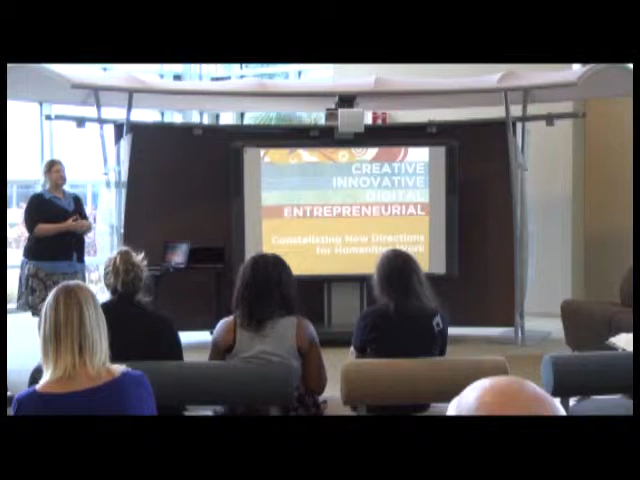 CREATIVE
INNOVATIVE
DIGITAL
ENTREPRENEURIAL
Constellating New Directions
for Humanities Work